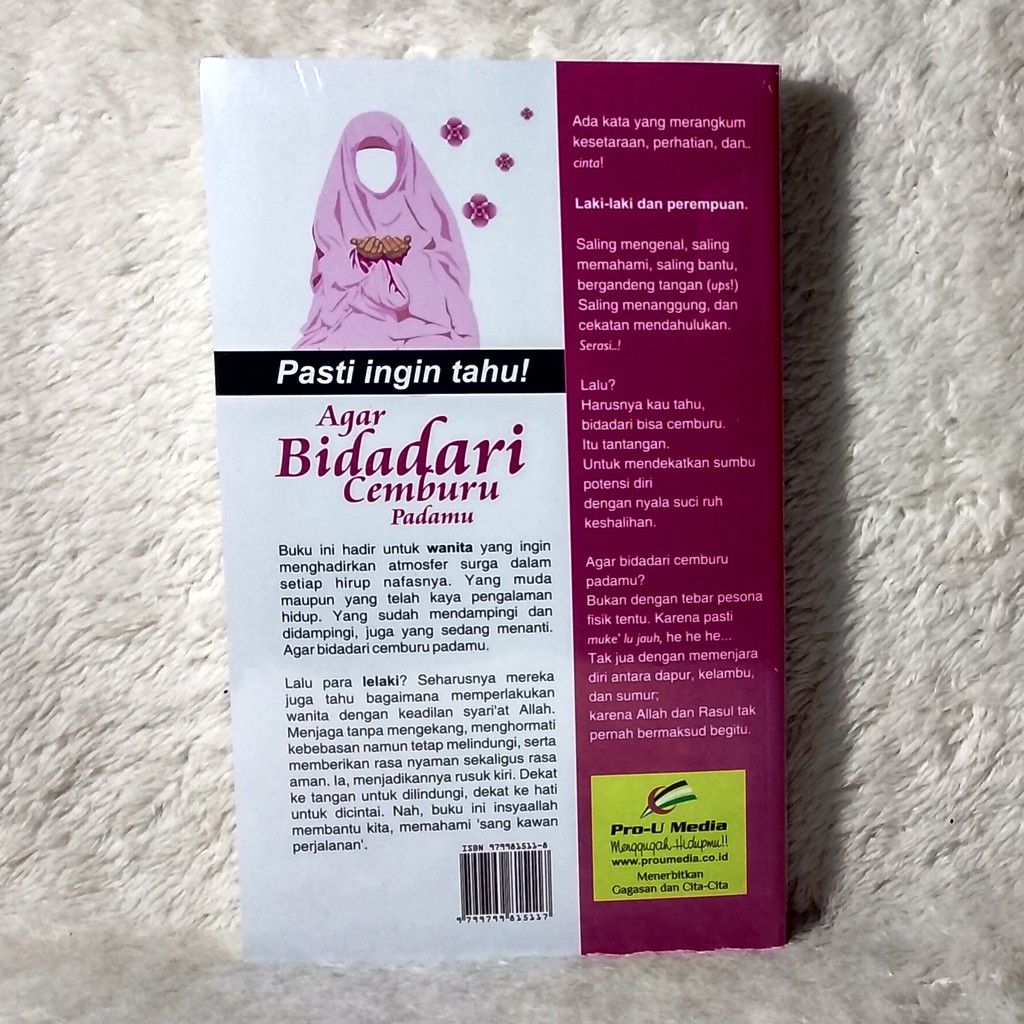 Pasti ingin tahu!
Agar
Bidadari
Cemburu
Padamu
Buku ini hadir untuk wanita yang ingin
menghadirkan atmosfer surga dalam
setiap hirup nafasnya. Yang muda
maupun yang telah kaya pengalaman
hidup. Yang sudah mendampingi dan
didampingi, juga yang sedang menanti.
Agar bidadari cemburu padamu.
Lalu para lelaki? Seharusnya mereka
juga tahu bagaimana memperlakukan
wanita dengan keadilan syari'at Allah.
Menjaga tanpa mengekang, menghormati
kebebasan namun tetap melindungi, serta
memberikan rasa nyaman sekaligus rasa
aman. Ia, menjadikannya rusuk kiri. Dekat
ke tangan untuk dilindungi, dekat ke hati
untuk dicintai. Nah, buku ini insyaallah
membantu kita, memahami 'sang kawan
perjalanan'.
ISBN 979981511-8
9 799799 815117
Ada kata yang merangkum
kesetaraan, perhatian, dan..
cinta!
Laki-laki dan perempuan.
Saling mengenal, saling
memahami, saling bantu,
bergandeng tangan (ups!)
Saling menanggung, dan
cekatan mendahulukan.
Serasi..!
Lalu?
Harusnya kau tahu,
bidadari bisa cemburu.
Itu tantangan.
Untuk mendekatkan sumbu
potensi diri
dengan nyala suci ruh
keshalihan.
Agar bidadari cemburu
padamu?
Bukan dengan tebar pesona
fisik tentu. Karena pasti
muke' lu jauh, he he he...
Tak jua dengan memenjara
diri antara dapur, kelambu,
dan sumur;
karena Allah dan Rasul tak
pernah bermaksud begitu.
Pro-U Media
Menggugah Hidupmu!!
www.proumedia.co.id
Menerbitkan
Gagasan dan Cita-Cita